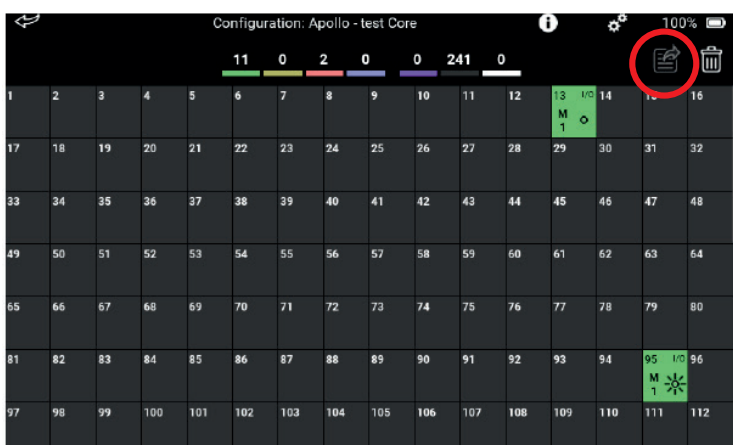 Configuration: Apollo - test Core i 100%
11 0 2 0 0 241 0
1 2 3 4 5 6 7 8 9 10 11 12 13 I/O 14 15 16
M
1
17 18 19 20 21 22 23 24 25 26 27 28 29 30 31 32
33 34 35 36 37 38 39 40 41 42 43 44 45 46 47 48
49 50 51 52 53 54 55 56 57 58 59 60 61 62 63 64
65 66 67 68 69 70 71 72 73 74 75 76 77 78 79 80
81 82 83 84 85 86 87 88 89 90 91 92 93 94 95 I/O 96
M
1
97 98 99 100 101 102 103 104 105 106 107 108 109 110 111 112